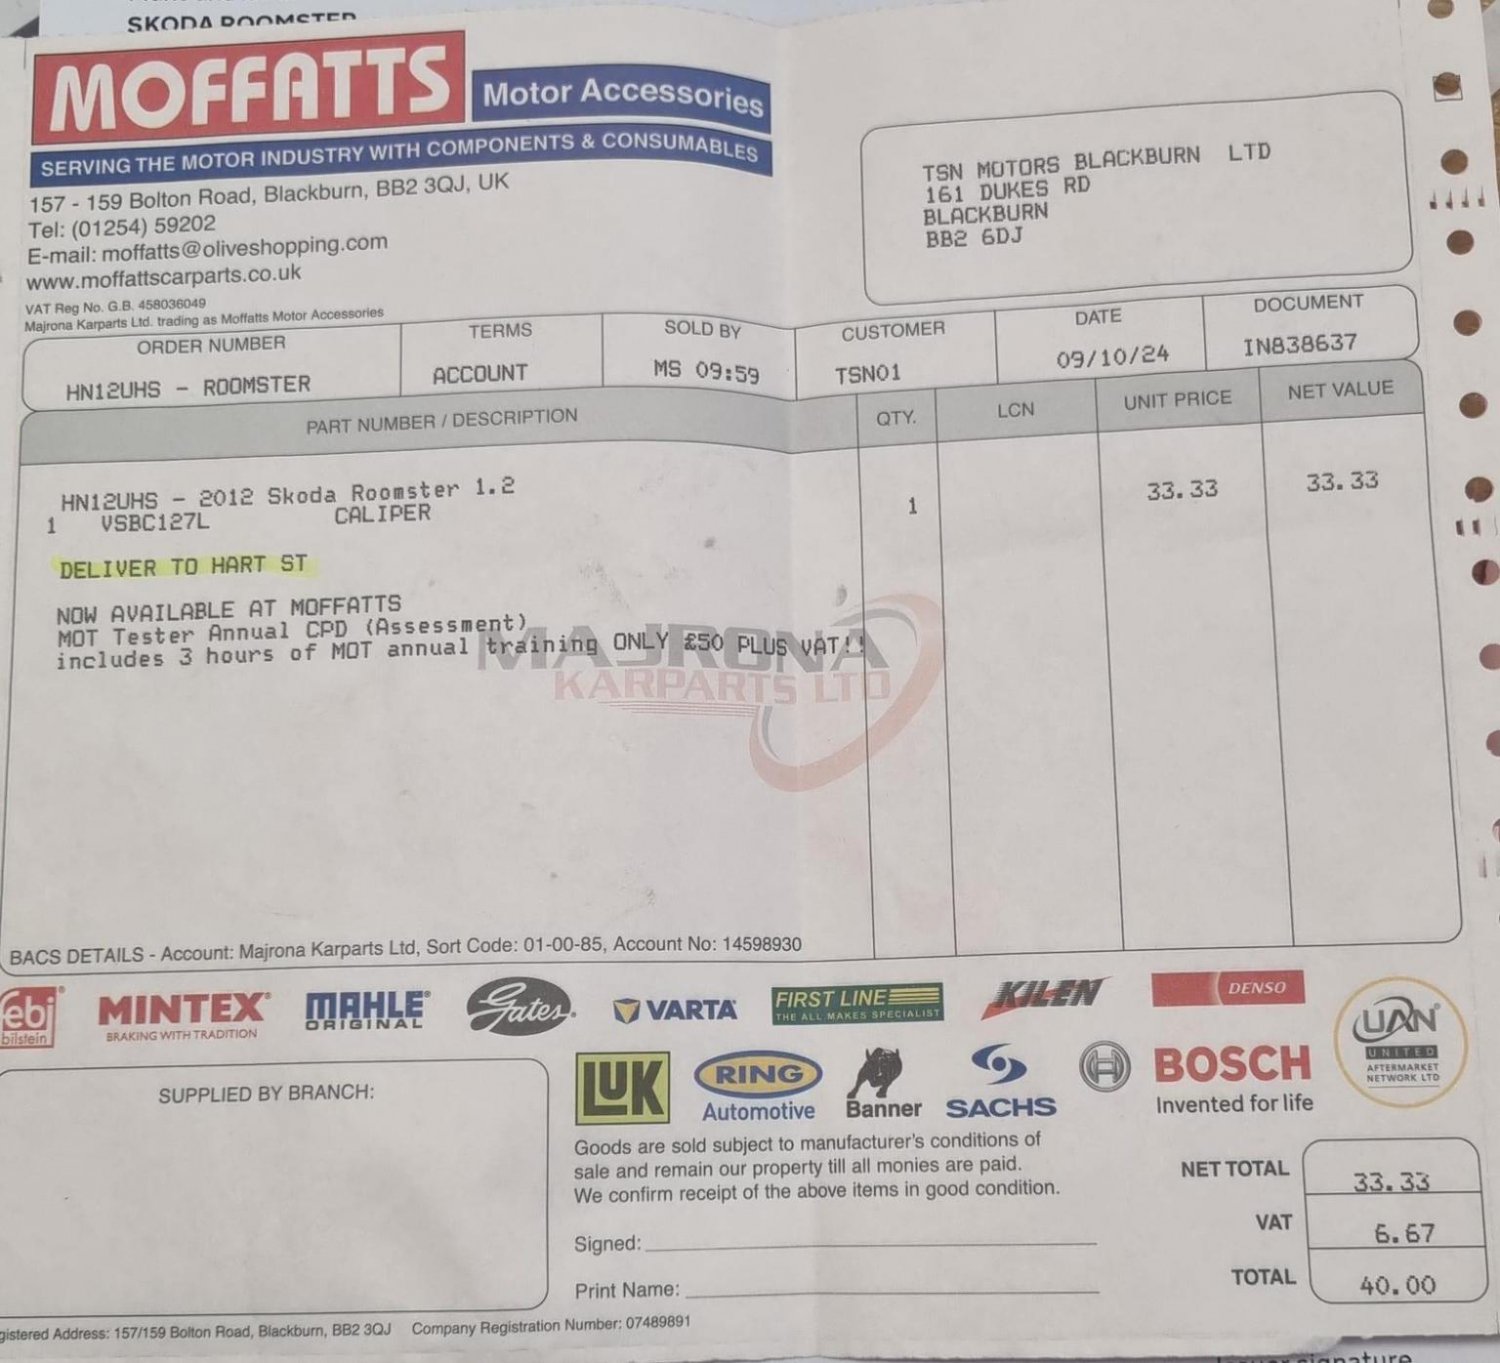 SKODA ROOMSTER
MOFFATTS
Motor Accessories
SERVING THE MOTOR INDUSTRY WITH COMPONENTS & CONSUMABLES
157 - 159 Bolton Road, Blackburn, BB2 3QJ, UK
Tel: (01254) 59202
E-mail: moffatts@oliveshopping.com
www.moffattscarparts.co.uk
VAT Reg No. G.B. 458036049
Majrona Karparts Ltd. trading as Moffatts Motor Accessories
TSN MOTORS BLACKBURN LTD
161 DUKES RD
BLACKBURN
BB2 6DJ
ORDER NUMBER TERMS SOLD BY CUSTOMER DATE DOCUMENT
HN12UHS - ROOMSTER ACCOUNT MS 09:59 TSN01 09/10/24 IN838637
PART NUMBER / DESCRIPTION QTY. LCN UNIT PRICE NET VALUE
HN12UHS - 2012 Skoda Roomster 1.2
1 VSBC127L CALIPER 1 33.33 33.33
DELIVER TO HART ST
NOW AVAILABLE AT MOFFATTS
MOT Tester Annual CPD (Assessment)
includes 3 hours of MOT annual training ONLY £50 PLUS VAT!!
MAJRONA
KARPARTS LTD
BACS DETAILS - Account: Majrona Karparts Ltd, Sort Code: 01-00-85, Account No: 14598930
ebi
bilstein
MINTEX
BRAKING WITH TRADITION
MAHLE
ORIGINAL
Gates
VARTA
FIRST LINE
THE ALL MAKES SPECIALIST
KILEN
DENSO
UAN
UNITED
AFTERMARKET
NETWORK LTD
LUK
RING
Automotive
Banner
SACHS
BOSCH
Invented for life
SUPPLIED BY BRANCH:
Goods are sold subject to manufacturer's conditions of
sale and remain our property till all monies are paid.
We confirm receipt of the above items in good condition.
Signed:
Print Name:
NET TOTAL 33.33
VAT 6.67
TOTAL 40.00
gistered Address: 157/159 Bolton Road, Blackburn, BB2 3QJ Company Registration Number: 07489891